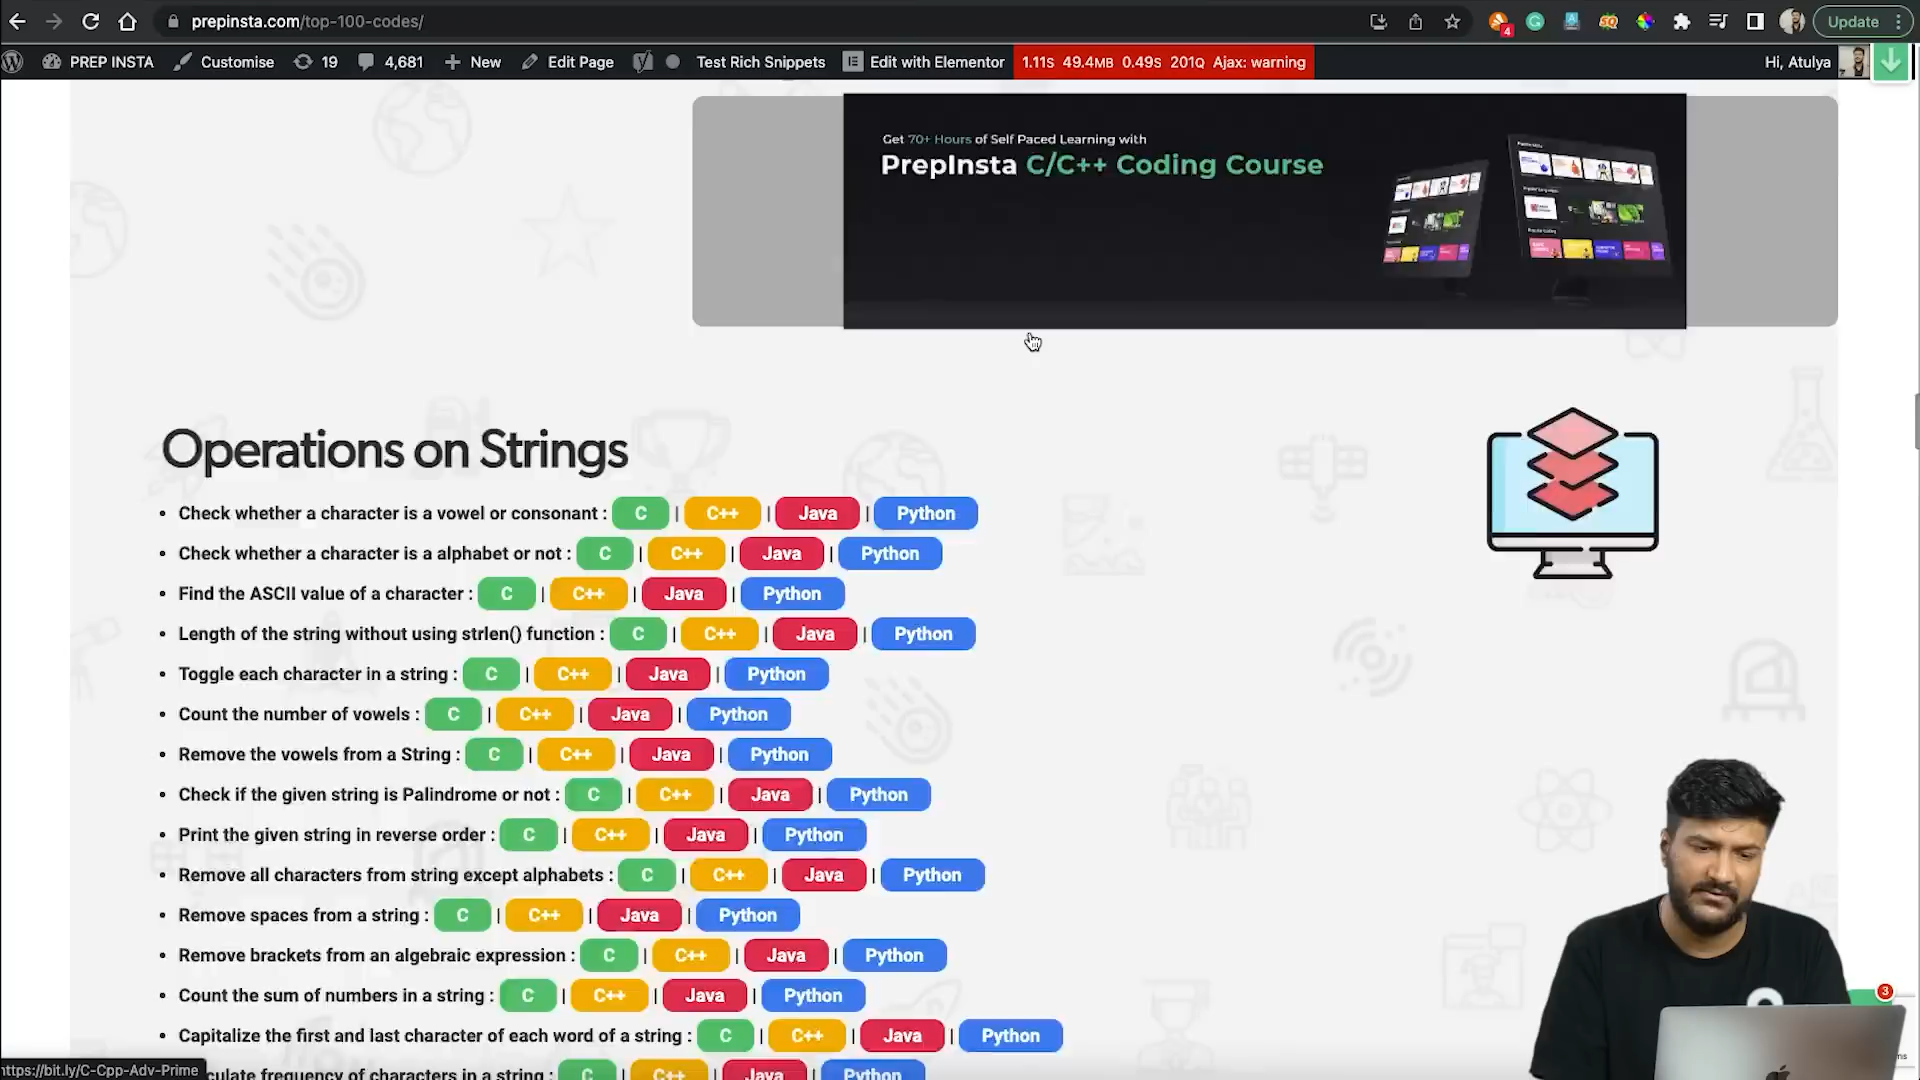 prepinsta.com/top-100-codes/
4
Update
PREP INSTA
Customise
19
4,681
New
Edit Page
Test Rich Snippets
Edit with Elementor
1.11S 49.4MB 0.49S 201Q Ajax: warning
Hi, Atulya
Get 70+ Hours of Self Paced Learning with
PrepInsta C/C++ Coding Course
Operations on Strings
• Check whether a character is a vowel or consonant : C | C++ | Java | Python
• Check whether a character is a alphabet or not : C | C++ | Java | Python
• Find the ASCII value of a character : C | C++ | Java | Python
• Length of the string without using strlen() function : C | C++ | Java | Python
• Toggle each character in a string : C | C++ | Java | Python
• Count the number of vowels : C | C++ | Java | Python
• Remove the vowels from a String : C | C++ | Java | Python
• Check if the given string is Palindrome or not : C | C++ | Java | Python
• Print the given string in reverse order : C | C++ | Java | Python
• Remove all characters from string except alphabets : C | C++ | Java | Python
• Remove spaces from a string : C | C++ | Java | Python
• Remove brackets from an algebraic expression : C | C++ | Java | Python
• Count the sum of numbers in a string : C | C++ | Java | Python
• Capitalize the first and last character of each word of a string : C | C++ | Java | Python
frequency of characters in a string : C | C++ | Java | Python
https://bit.ly/C-Cpp-Adv-Prime
3